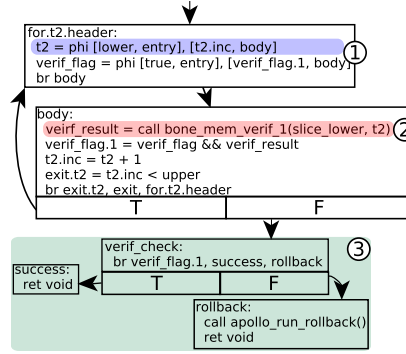 for.t2.header:
t2 = phi [lower, entry], [t2.inc, body]
verif_flag = phi [true, entry], [verif_flag.1, body]
br body
1
body:
veirf_result = call bone_mem_verif_1(slice_lower, t2)
verif_flag.1 = verif_flag && verif_result
t2.inc = t2 + 1
exit.t2 = t2.inc < upper
br exit.t2, exit, for.t2.header
2
T F
3
verif_check:
br verif_flag.1, success, rollback
T F
success:
ret void
rollback:
call apollo_run_rollback()
ret void